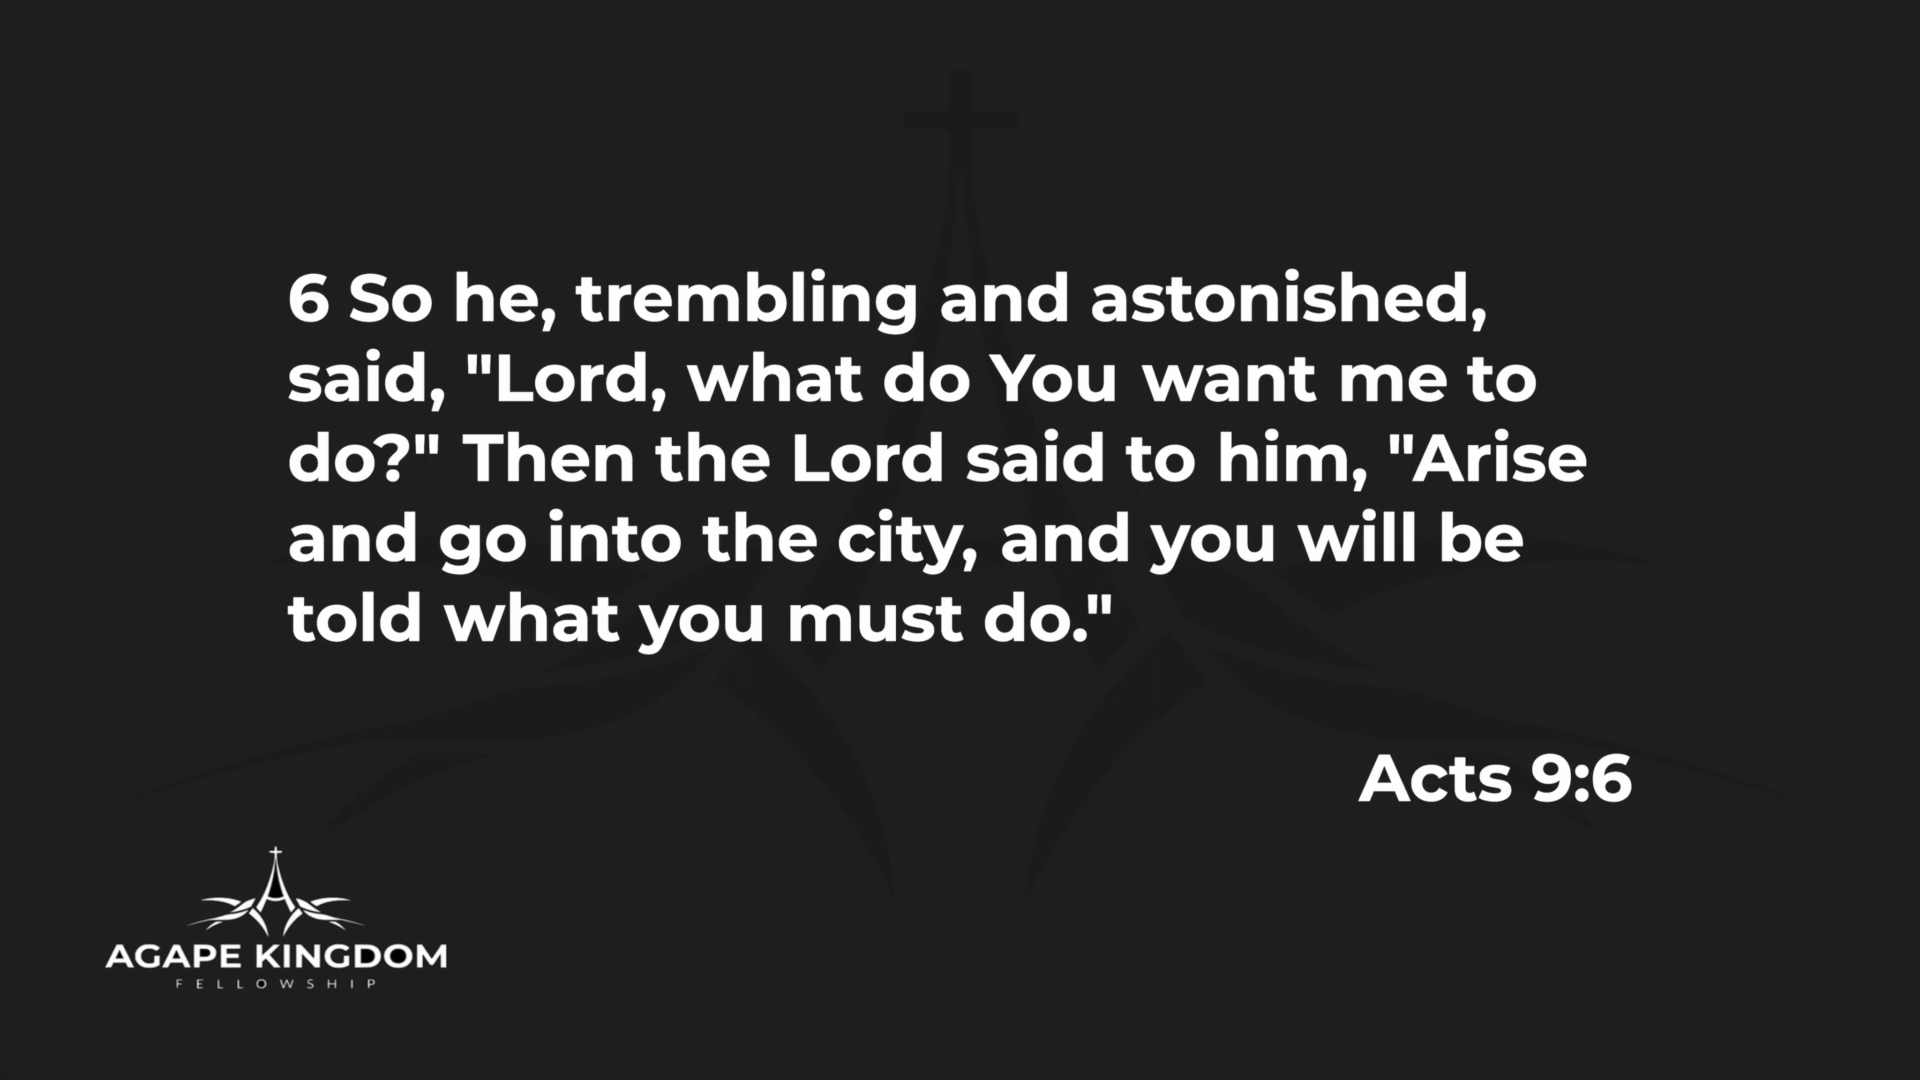 6 So he, trembling and astonished,
said, "Lord, what do You want me to
do?" Then the Lord said to him, "Arise
and go into the city, and you will be
told what you must do."
Acts 9:6
AGAPE KINGDOM
FELLOWSHIP